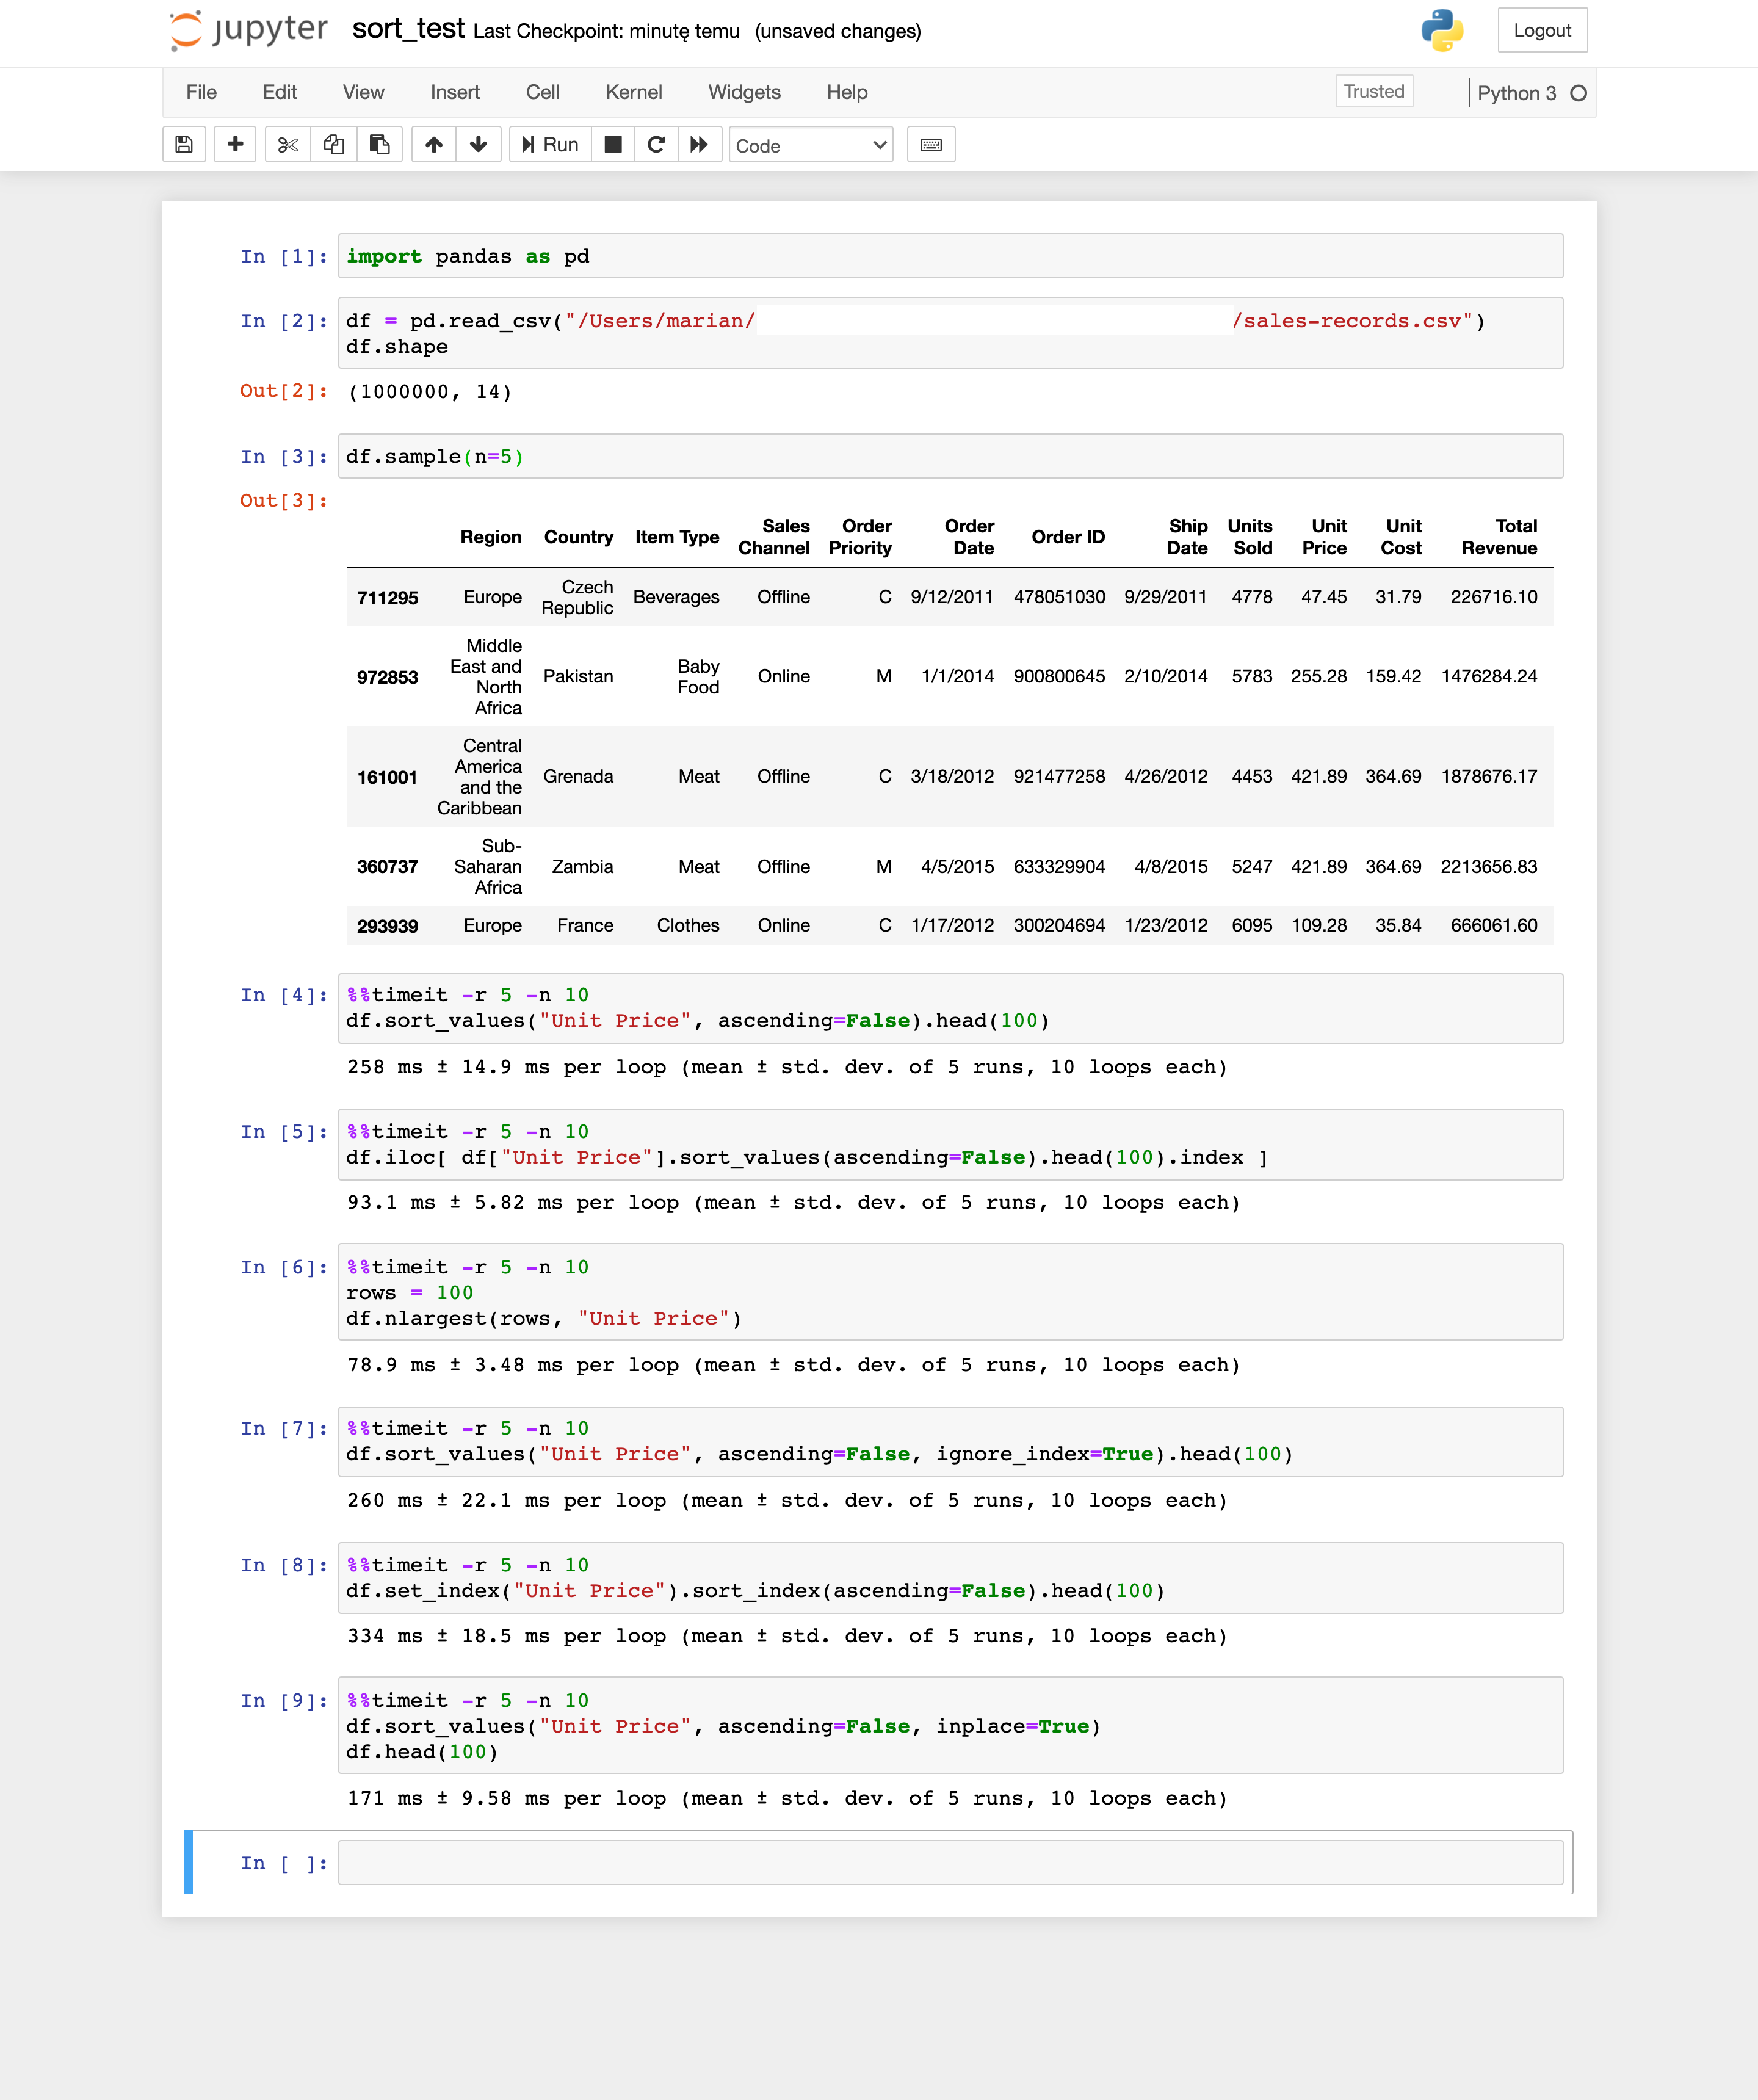 jupyter sort_test Last Checkpoint: minutę temu (unsaved changes)
Logout
File Edit View Insert Cell Kernel Widgets Help Trusted Python 3
Run Code
In [1]: import pandas as pd
In [2]: df = pd.read_csv("/Users/marian/ /sales-records.csv")
df.shape
Out[2]: (1000000, 14)
In [3]: df.sample(n=5)
Out[3]:
Region Country Item Type Sales Channel Order Priority Order Date Order ID Ship Date Units Sold Unit Price Unit Cost Total Revenue
711295 Europe Czech Republic Beverages Offline C 9/12/2011 478051030 9/29/2011 4778 47.45 31.79 226716.10
972853 Middle East and North Africa Pakistan Baby Food Online M 1/1/2014 900800645 2/10/2014 5783 255.28 159.42 1476284.24
161001 Central America and the Caribbean Grenada Meat Offline C 3/18/2012 921477258 4/26/2012 4453 421.89 364.69 1878676.17
360737 Sub-Saharan Africa Zambia Meat Offline M 4/5/2015 633329904 4/8/2015 5247 421.89 364.69 2213656.83
293939 Europe France Clothes Online C 1/17/2012 300204694 1/23/2012 6095 109.28 35.84 666061.60
In [4]: %%timeit -r 5 -n 10
df.sort_values("Unit Price", ascending=False).head(100)
258 ms ± 14.9 ms per loop (mean ± std. dev. of 5 runs, 10 loops each)
In [5]: %%timeit -r 5 -n 10
df.iloc[ df["Unit Price"].sort_values(ascending=False).head(100).index ]
93.1 ms ± 5.82 ms per loop (mean ± std. dev. of 5 runs, 10 loops each)
In [6]: %%timeit -r 5 -n 10
rows = 100
df.nlargest(rows, "Unit Price")
78.9 ms ± 3.48 ms per loop (mean ± std. dev. of 5 runs, 10 loops each)
In [7]: %%timeit -r 5 -n 10
df.sort_values("Unit Price", ascending=False, ignore_index=True).head(100)
260 ms ± 22.1 ms per loop (mean ± std. dev. of 5 runs, 10 loops each)
In [8]: %%timeit -r 5 -n 10
df.set_index("Unit Price").sort_index(ascending=False).head(100)
334 ms ± 18.5 ms per loop (mean ± std. dev. of 5 runs, 10 loops each)
In [9]: %%timeit -r 5 -n 10
df.sort_values("Unit Price", ascending=False, inplace=True)
df.head(100)
171 ms ± 9.58 ms per loop (mean ± std. dev. of 5 runs, 10 loops each)
In [ ]: